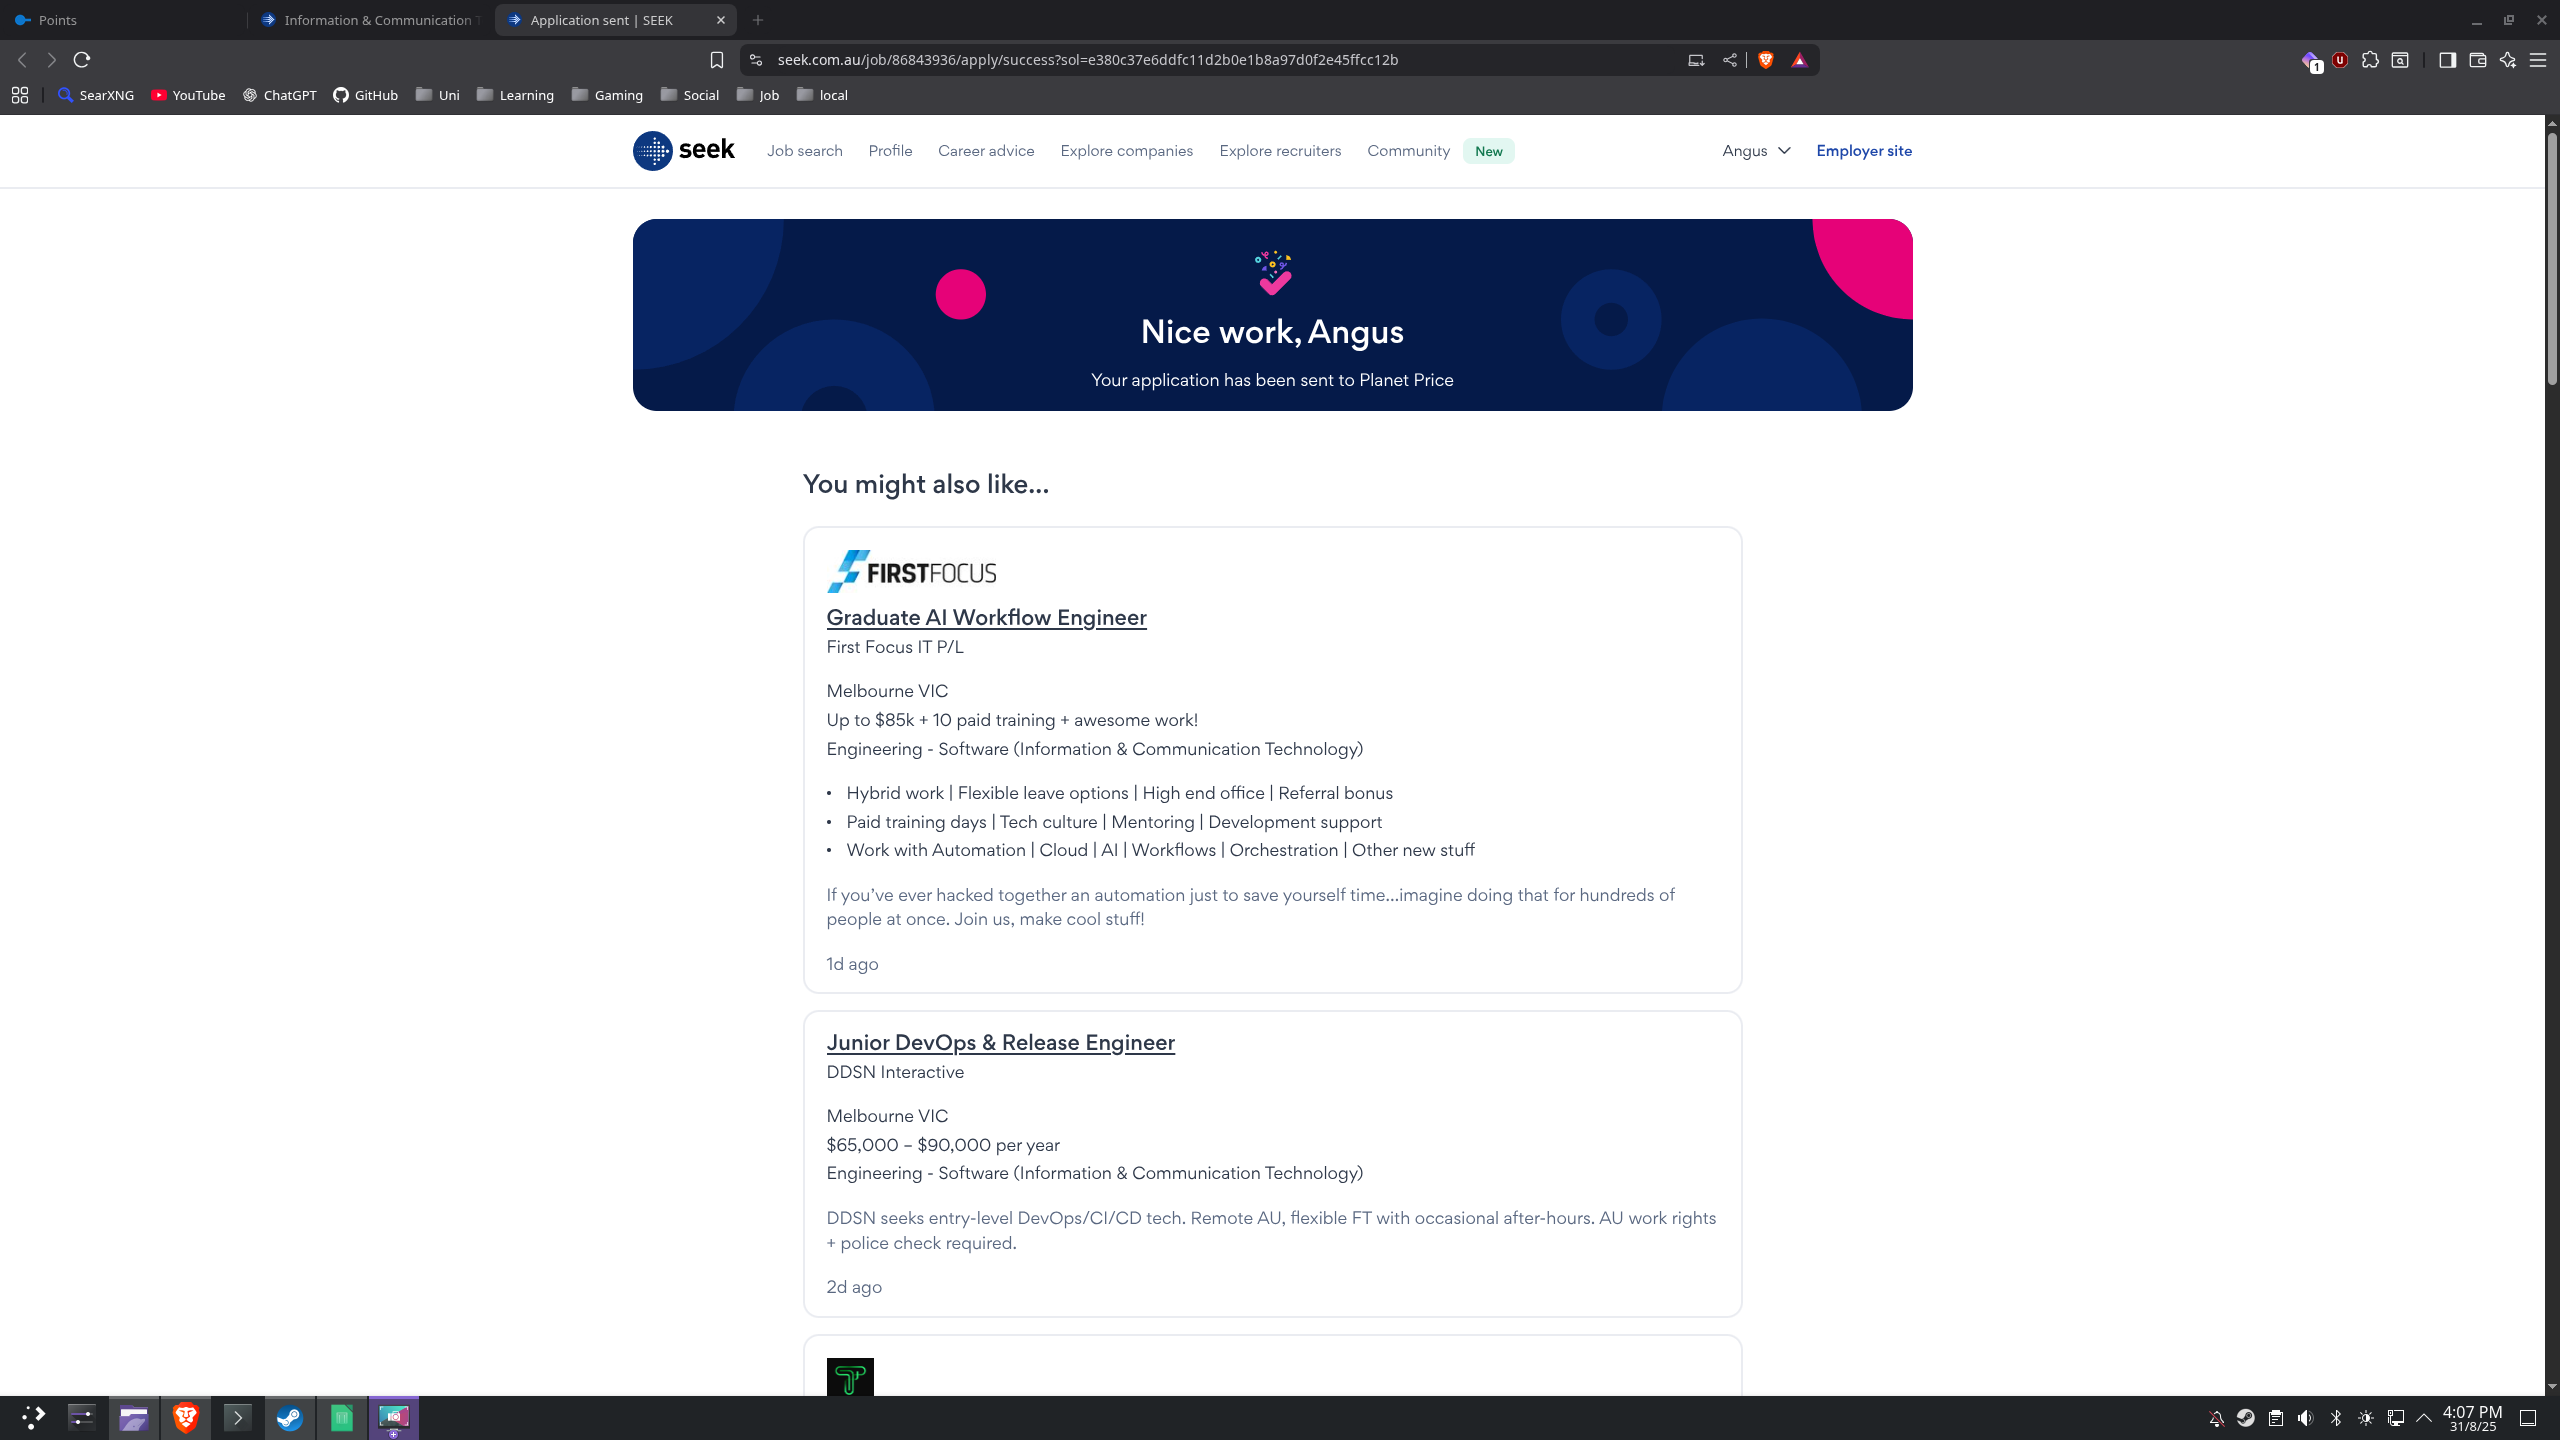 Points
Information & Communication T
Application sent | SEEK
seek.com.au/job/86843936/apply/success?sol=e380c37e6ddfc11d2b0e1b8a97d0f2e45ffcc12b
1
SearXNG YouTube ChatGPT GitHub Uni Learning Gaming Social Job local
seek
Job search Profile Career advice Explore companies Explore recruiters Community New Angus Employer site
Nice work, Angus
Your application has been sent to Planet Price
You might also like...
FIRSTFOCUS
Graduate AI Workflow Engineer
First Focus IT P/L
Melbourne VIC
Up to $85k + 10 paid training + awesome work!
Engineering - Software (Information & Communication Technology)
• Hybrid work | Flexible leave options | High end office | Referral bonus
• Paid training days | Tech culture | Mentoring | Development support
• Work with Automation | Cloud | AI | Workflows | Orchestration | Other new stuff
If you’ve ever hacked together an automation just to save yourself time...imagine doing that for hundreds of
people at once. Join us, make cool stuff!
1d ago
Junior DevOps & Release Engineer
DDSN Interactive
Melbourne VIC
$65,000 – $90,000 per year
Engineering - Software (Information & Communication Technology)
DDSN seeks entry-level DevOps/CI/CD tech. Remote AU, flexible FT with occasional after-hours. AU work rights
+ police check required.
2d ago
4:07 PM
31/8/25